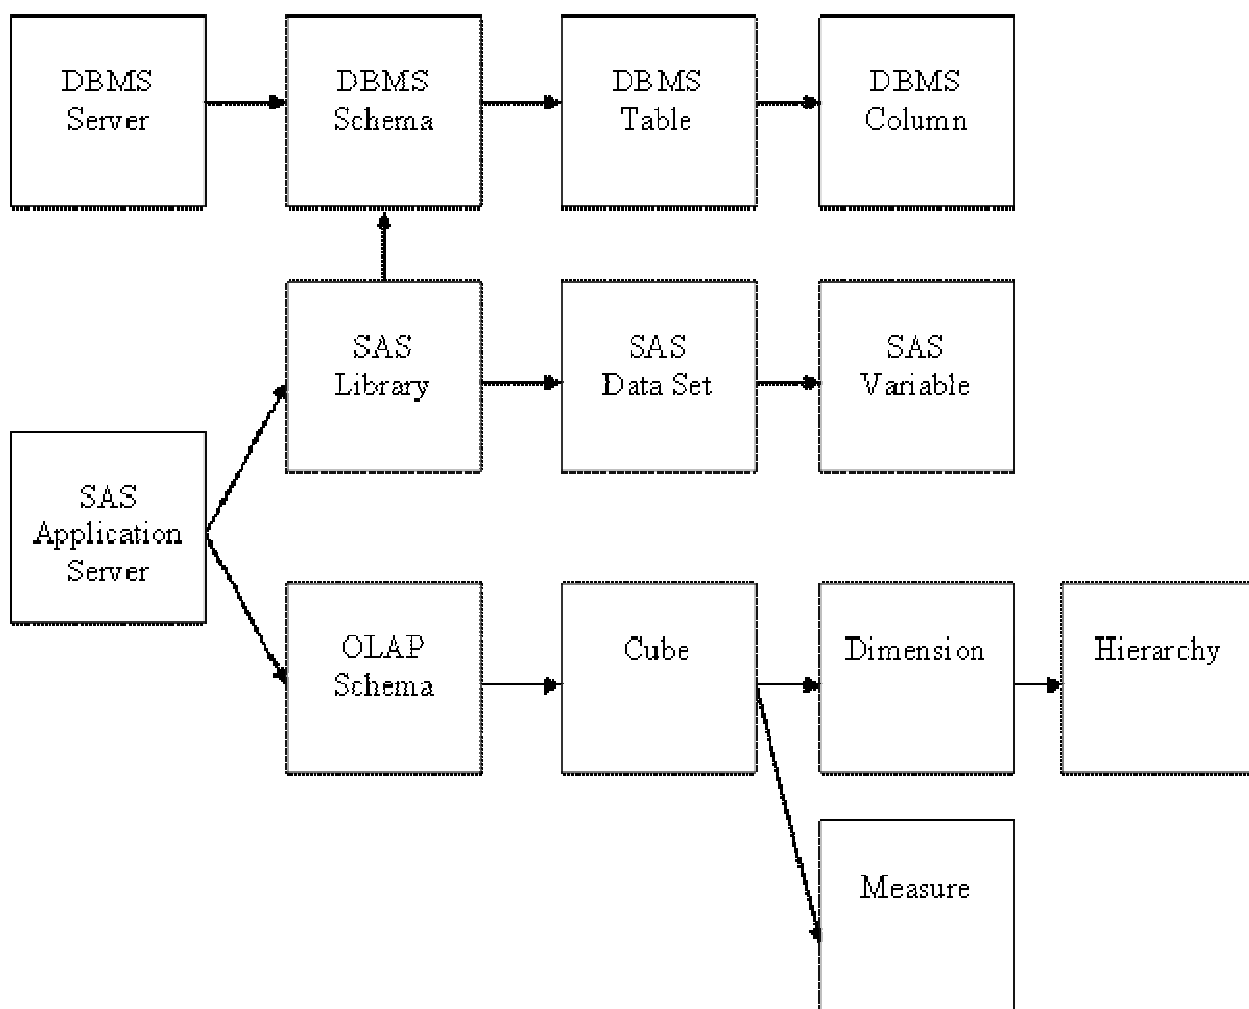 DBMS
Server
DBMS
Schema
DBMS
Table
DBMS
Column
SAS
Library
SAS
Data Set
SAS
Variable
SAS
Application
Server
OLAP
Schema
Cube
Dimension
Hierarchy
Measure